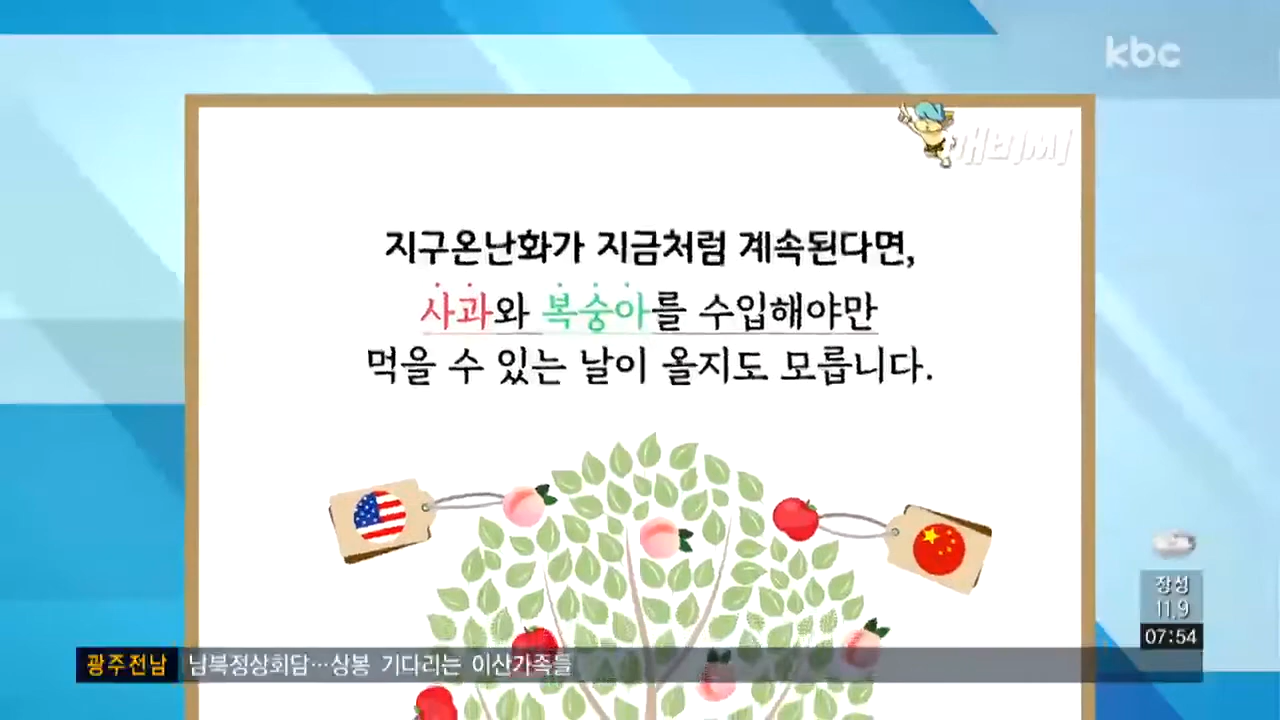 kbc
깨비씨
지구온난화가 지금처럼 계속된다면,
사과와 복숭아를 수입해야만
먹을 수 있는 날이 올지도 모릅니다.
장성
11.9
07:54
광주전남 남북정상회담…상봉 기다리는 이산가족들